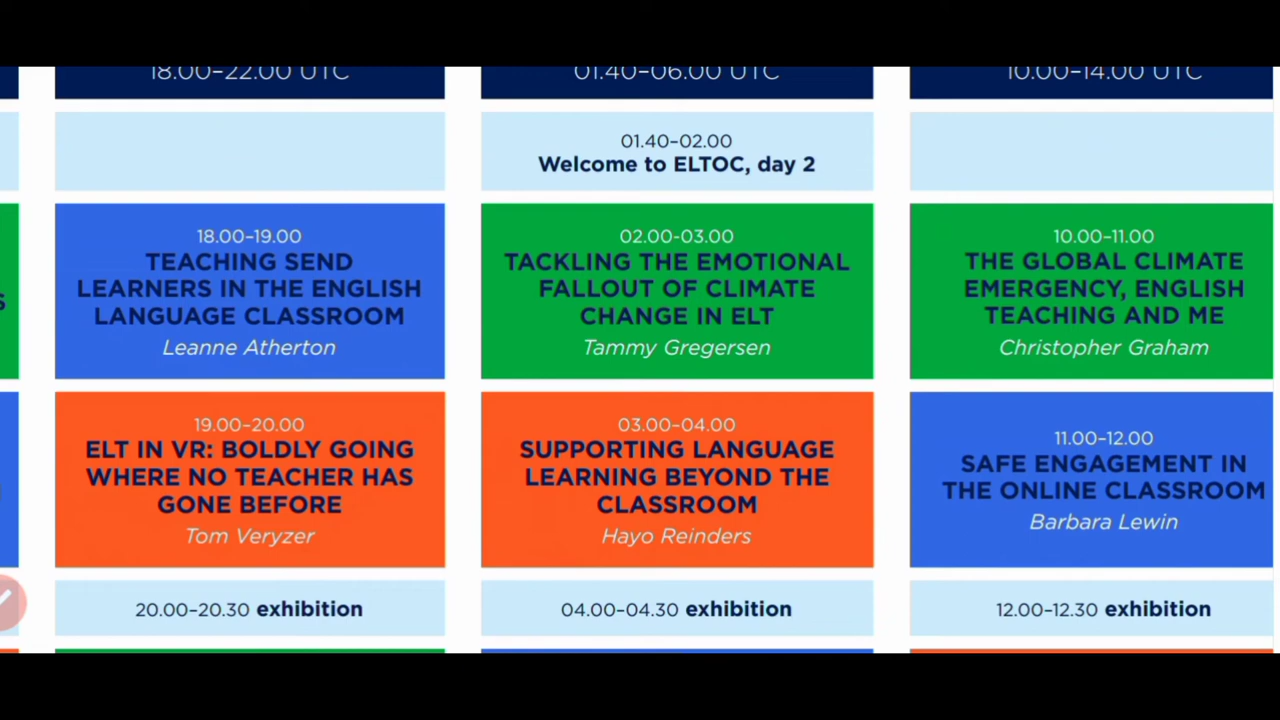 18.00–22.00 UTC
01.40–06.00 UTC
10.00–14.00 UTC
01.40–02.00
Welcome to ELTOC, day 2
18.00–19.00
TEACHING SEND
LEARNERS IN THE ENGLISH
LANGUAGE CLASSROOM
Leanne Atherton
02.00-03.00
TACKLING THE EMOTIONAL
FALLOUT OF CLIMATE
CHANGE IN ELT
Tammy Gregersen
10.00–11.00
THE GLOBAL CLIMATE
EMERGENCY, ENGLISH
TEACHING AND ME
Christopher Graham
19.00–20.00
ELT IN VR: BOLDLY GOING
WHERE NO TEACHER HAS
GONE BEFORE
Tom Veryzer
03.00–04.00
SUPPORTING LANGUAGE
LEARNING BEYOND THE
CLASSROOM
Hayo Reinders
11.00–12.00
SAFE ENGAGEMENT IN
THE ONLINE CLASSROOM
Barbara Lewin
20.00–20.30 exhibition
04.00–04.30 exhibition
12.00–12.30 exhibition